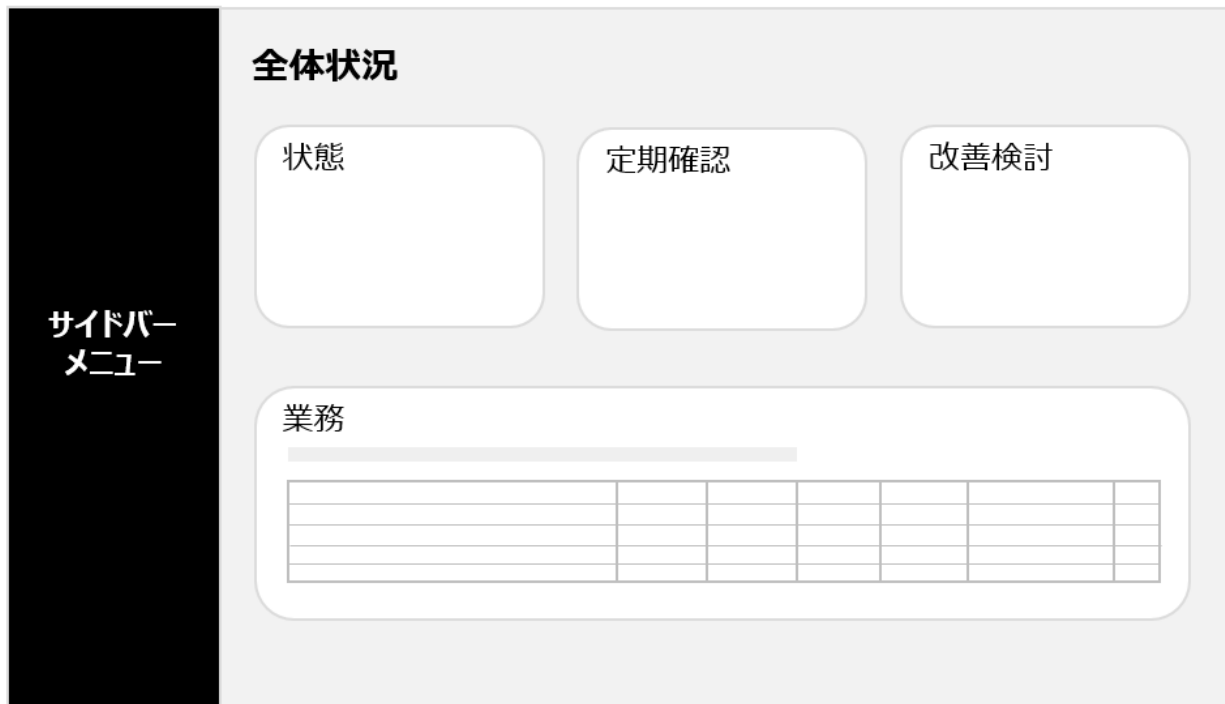 サイドバー
メニュー
全体状況
状態
定期確認
改善検討
業務